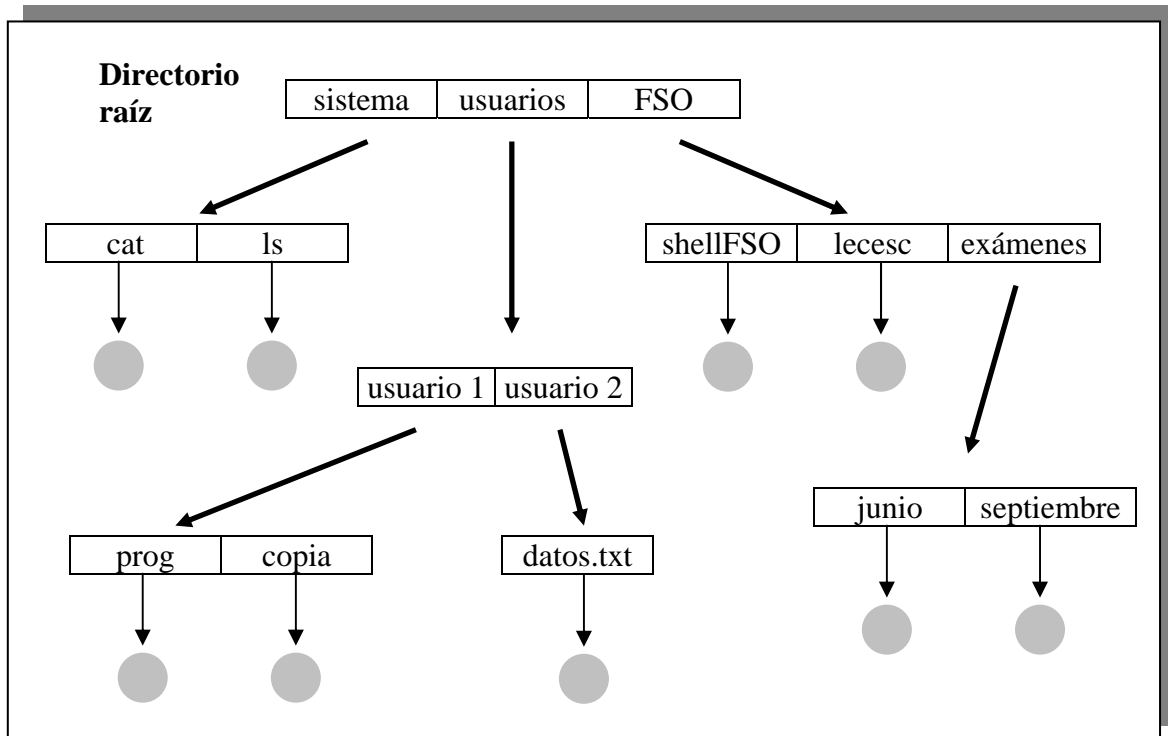 Directorio
raíz
sistema usuarios FSO
cat ls
shellFSO lecesc exámenes
usuario 1 usuario 2
junio septiembre
prog copia
datos.txt